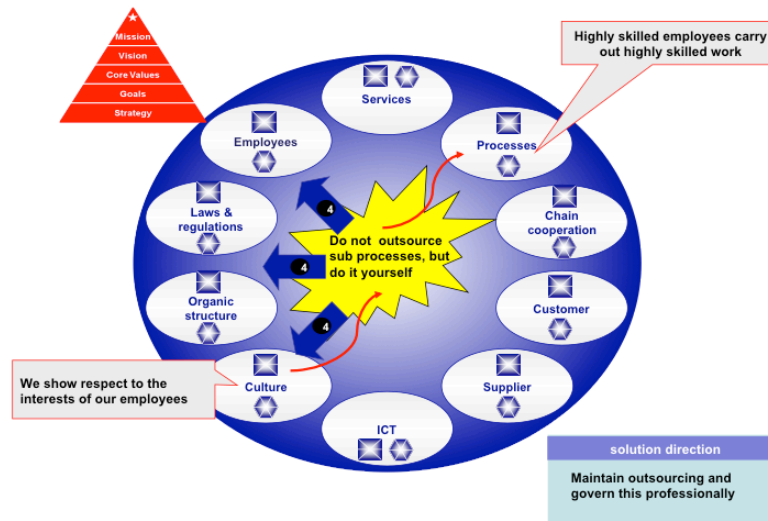 Mission
Vision
Core Values
Goals
Strategy
Highly skilled employees carry
out highly skilled work
Services
Employees
Processes
Laws &
regulations
Chain
cooperation
4
Do not outsource
sub processes, but
do it yourself
4
Organic
structure
Customer
4
We show respect to the
interests of our employees
Culture
Supplier
ICT
solution direction
Maintain outsourcing and
govern this professionally